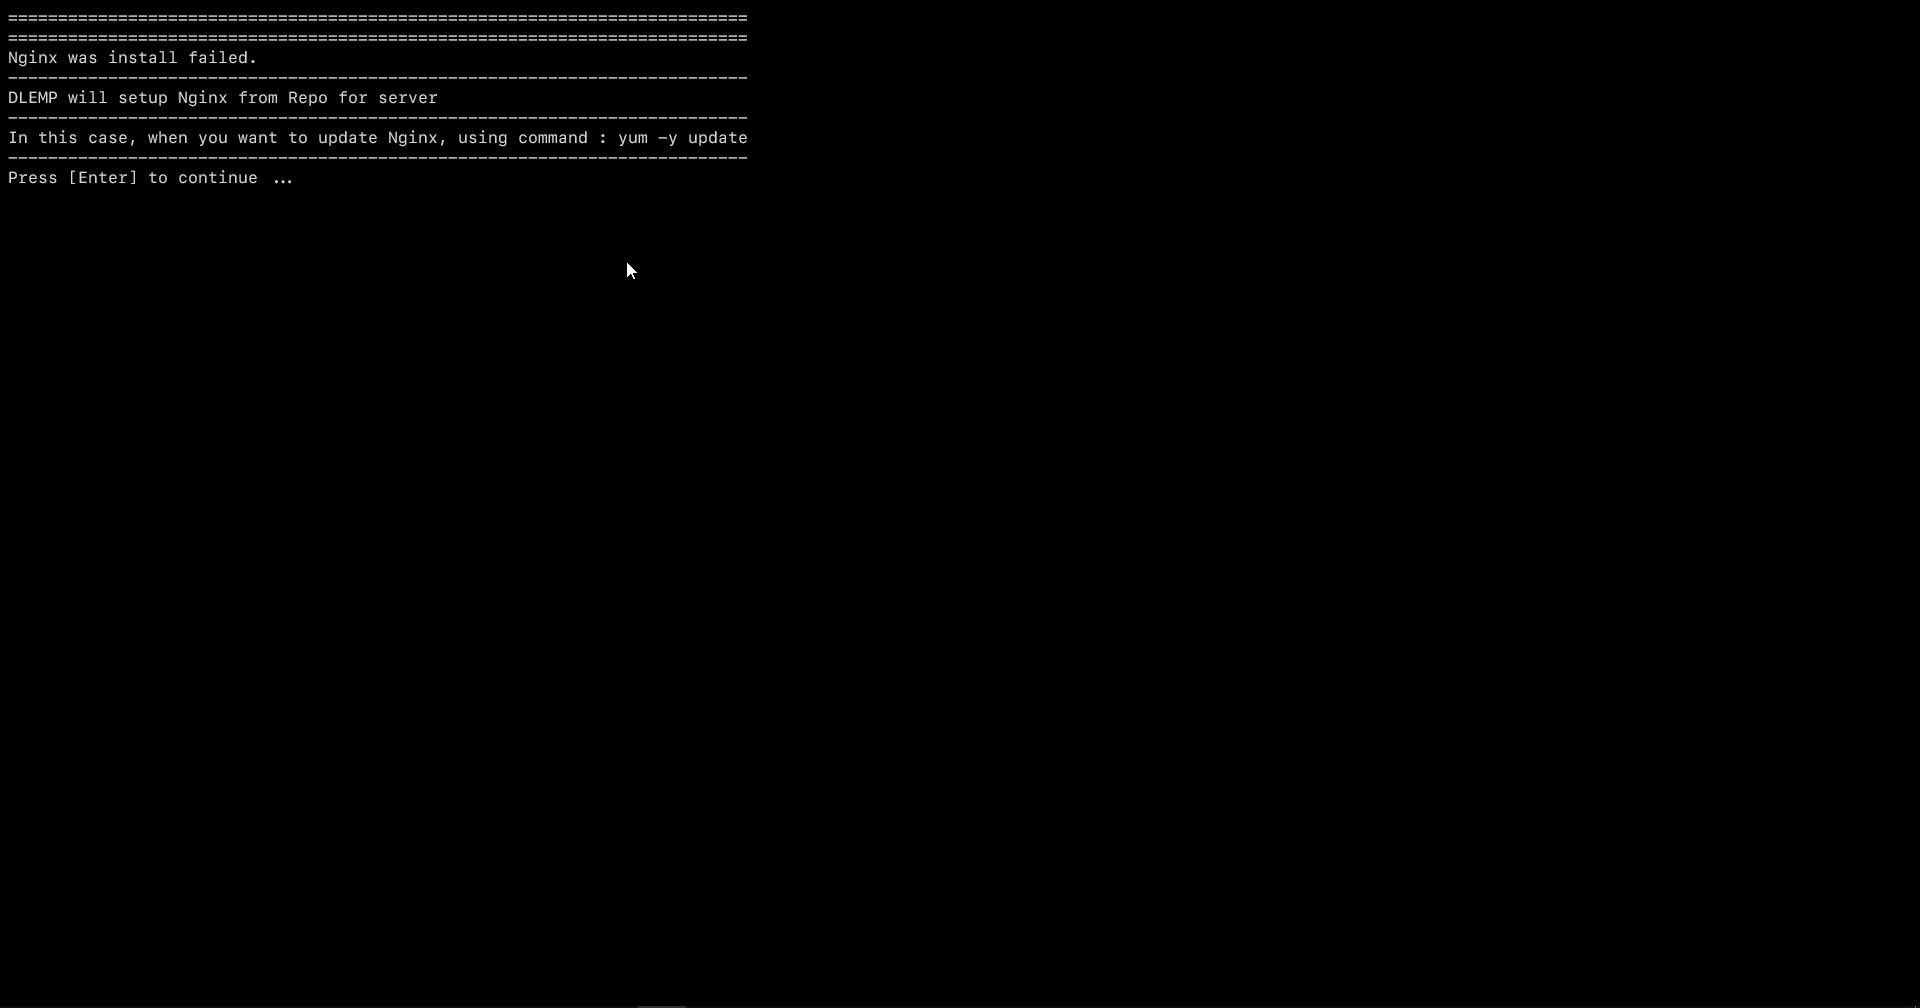 ==========================================================================
==========================================================================
Nginx was install failed.
--------------------------------------------------------------------------
DLEMP will setup Nginx from Repo for server
--------------------------------------------------------------------------
In this case, when you want to update Nginx, using command : yum -y update
--------------------------------------------------------------------------
Press [Enter] to continue ...